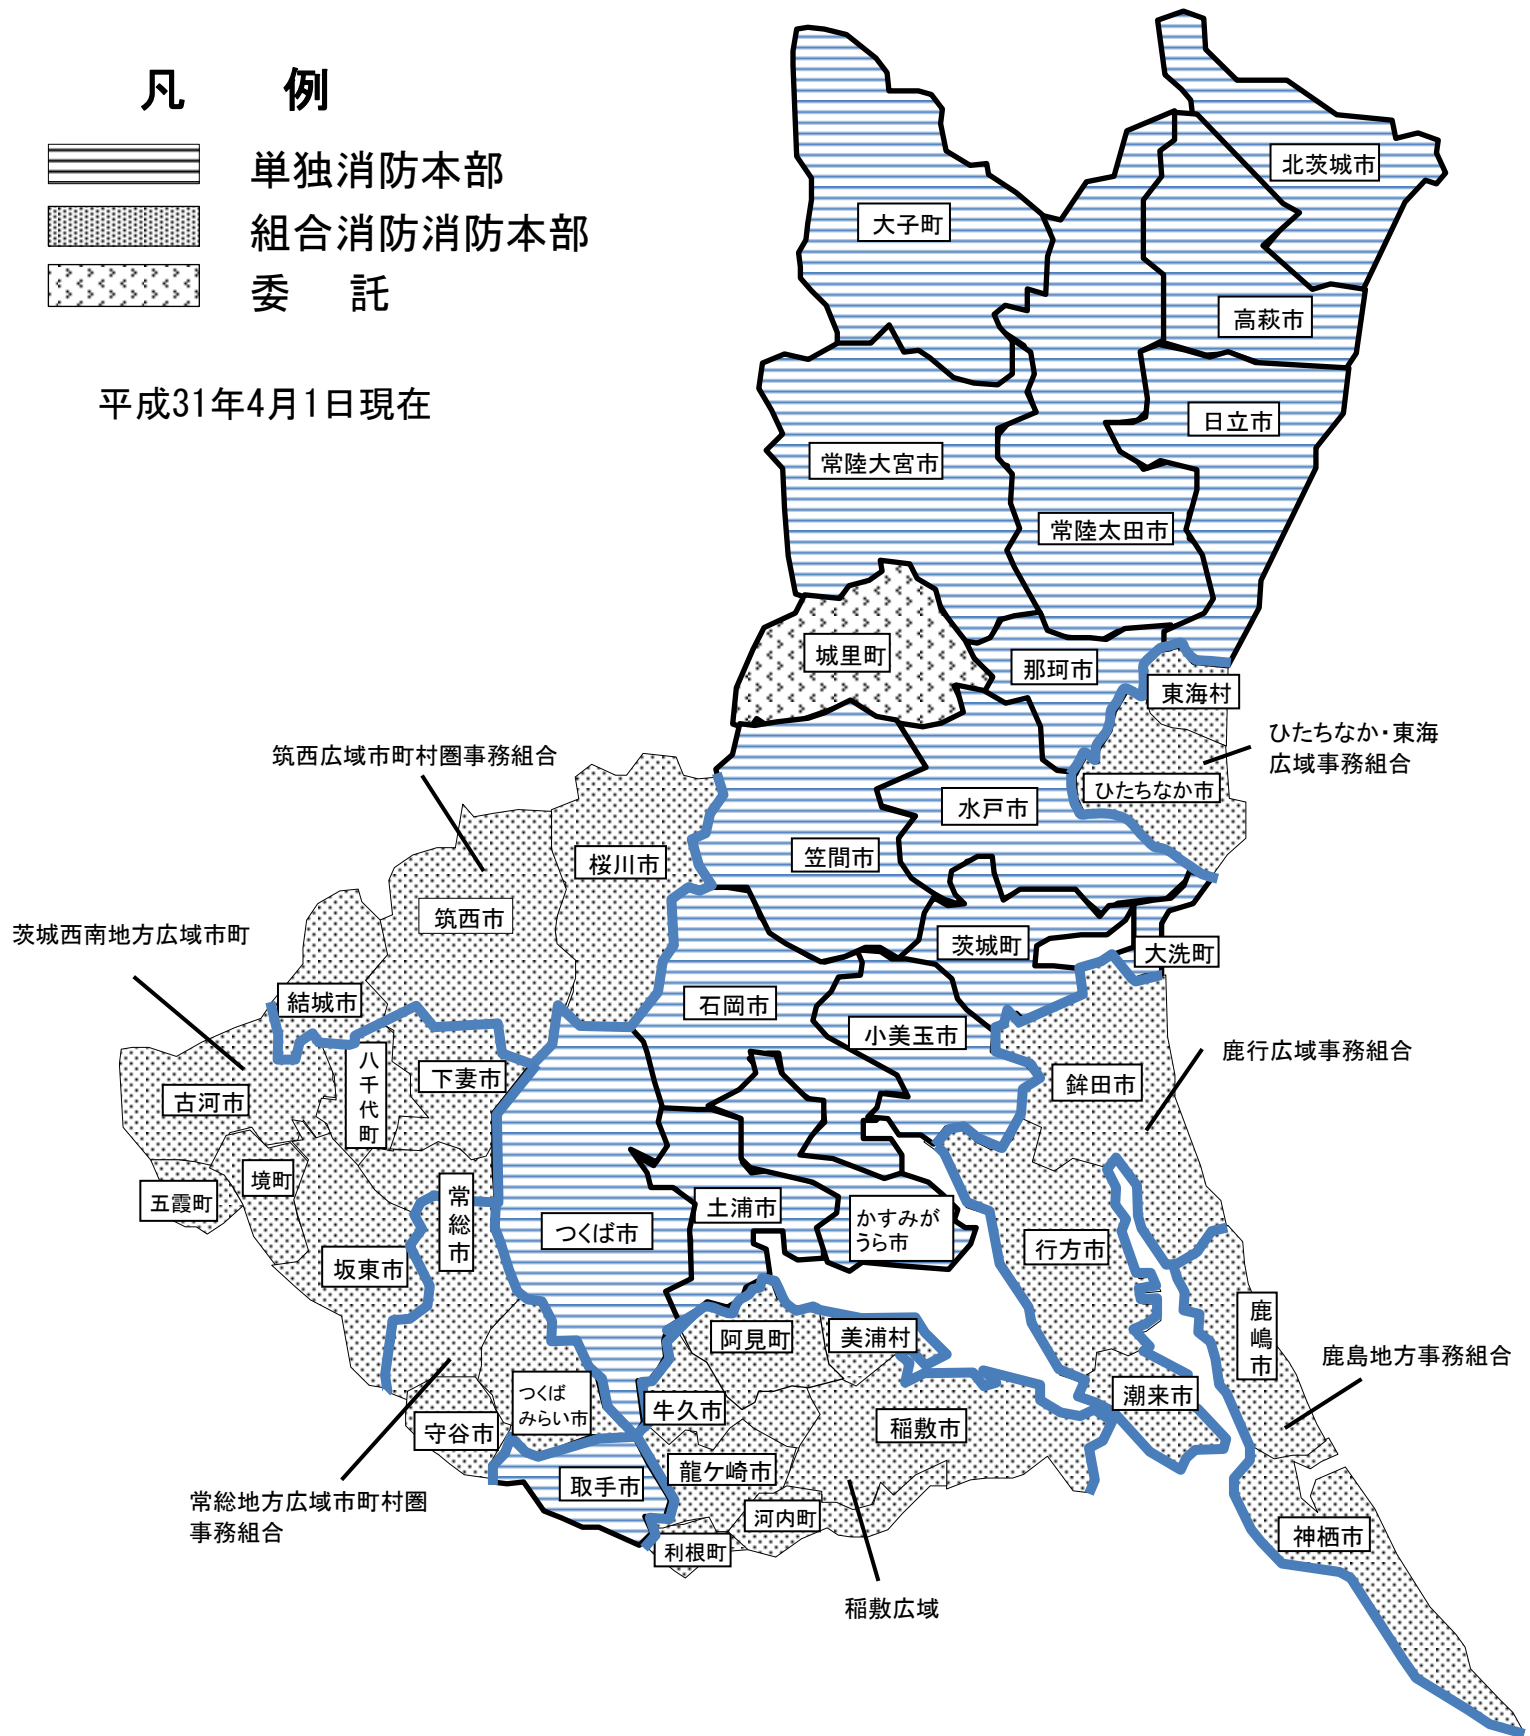 凡　例
単独消防本部
組合消防消防本部
委　託
平成31年4月1日現在
北茨城市
大子町
高萩市
日立市
常陸大宮市
常陸太田市
城里町
那珂市
東海村
ひたちなか・東海
広域事務組合
筑西広域市町村圏事務組合
ひたちなか市
水戸市
笠間市
桜川市
筑西市
茨城西南地方広域市町
茨城町
大洗町
結城市
石岡市
小美玉市
鹿行広域事務組合
八千代町
下妻市
鉾田市
古河市
境町
五霞町
常総市
土浦市
かすみが
うら市
つくば市
行方市
坂東市
鹿嶋市
阿見町
美浦村
鹿島地方事務組合
つくば
みらい市
潮来市
牛久市
守谷市
稲敷市
龍ケ崎市
取手市
常総地方広域市町村圏
事務組合
河内町
神栖市
利根町
稲敷広域